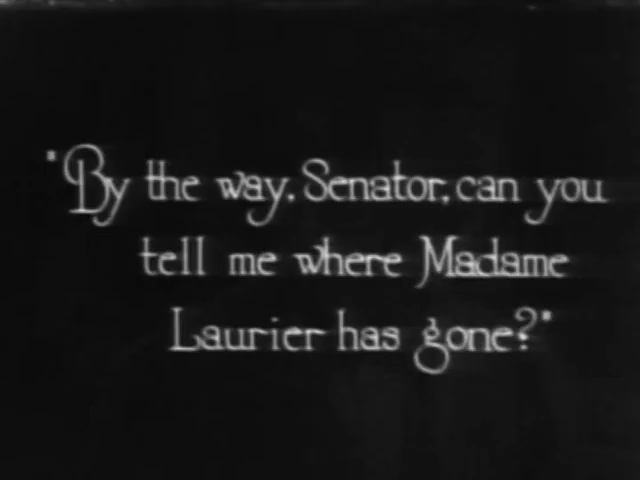 "By the way, Senator, can you
tell me where Madame
Laurier has gone?"